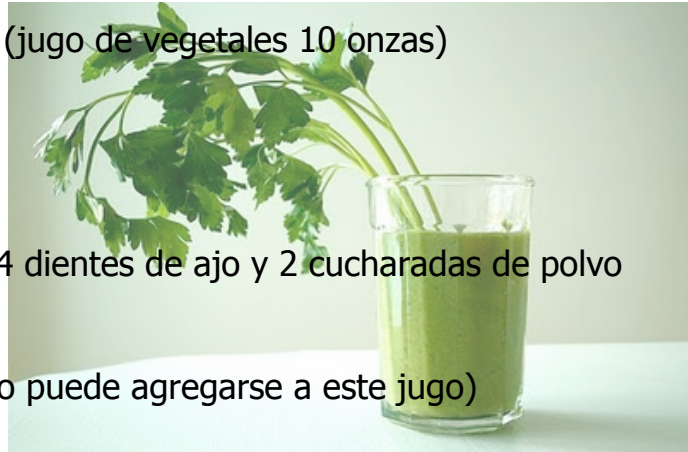 (jugo de vegetales 10 onzas)
4 dientes de ajo y 2 cucharadas de polvo
o puede agregarse a este jugo)